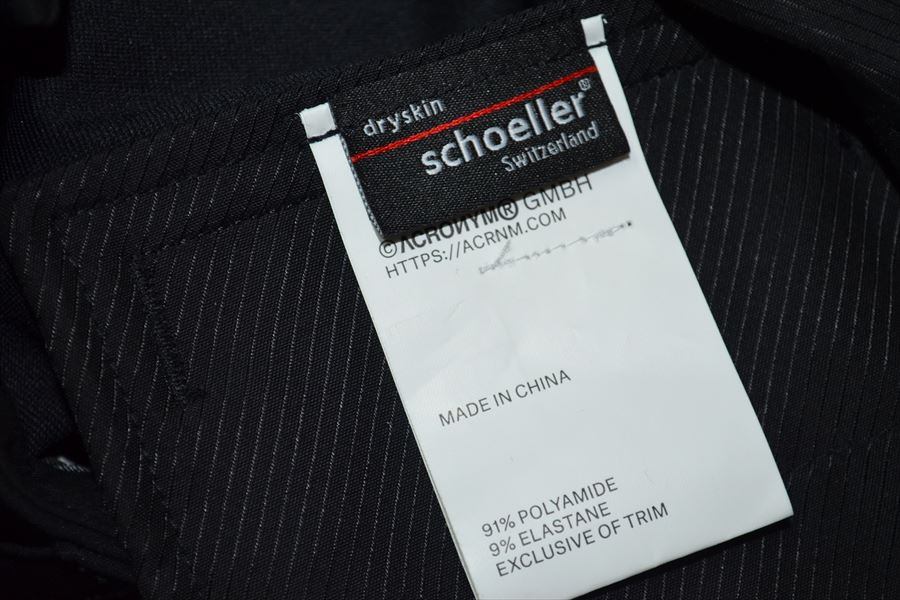 dryskin
schoeller®
Switzerland
©ACRONYM® GMBH
HTTPS://ACRNM.COM
MADE IN CHINA
91% POLYAMIDE
9% ELASTANE
EXCLUSIVE OF TRIM